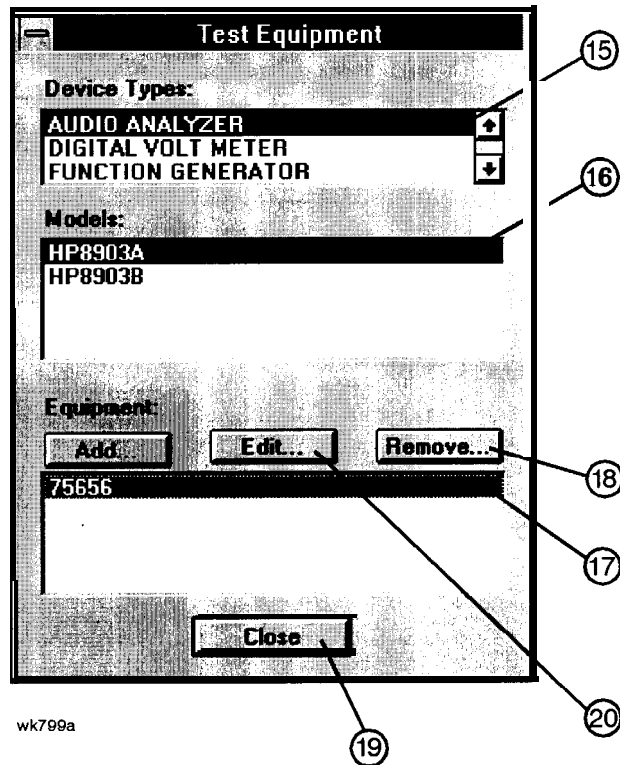 Test Equipment
15
Device Types:
AUDIO ANALYZER
DIGITAL VOLT METER
FUNCTION GENERATOR
16
Models:
HP8903A
HP8903B
Equipment:
Add...
Edit...
Remove...
18
75656
17
Close
20
wk799a
19